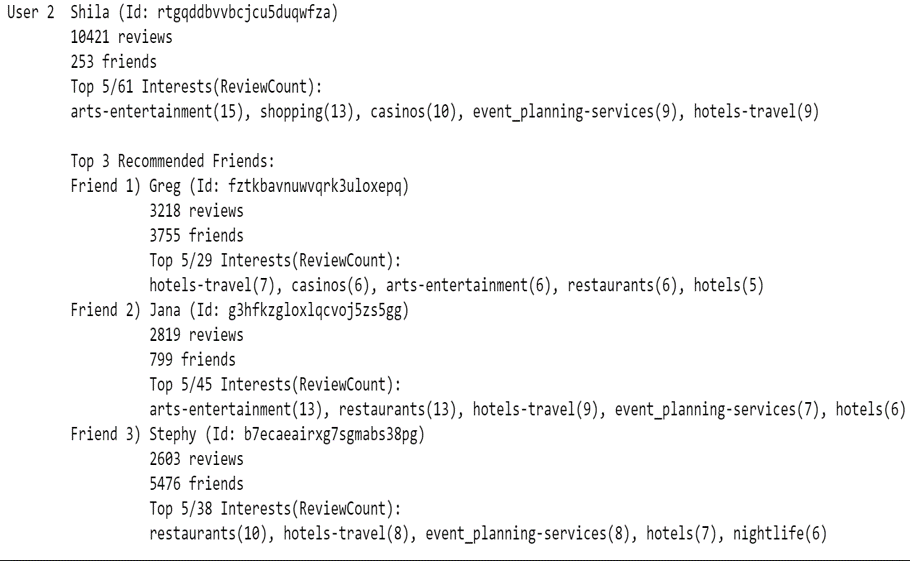 User 2 Shila (Id: rtgqddbvvbcjcu5duqwfza)
10421 reviews
253 friends
Top 5/61 Interests(ReviewCount):
arts-entertainment(15), shopping(13), casinos(10), event_planning-services(9), hotels-travel(9)
Top 3 Recommended Friends:
Friend 1) Greg (Id: fztkbavnuwvqrk3uloxepq)
3218 reviews
3755 friends
Top 5/29 Interests(ReviewCount):
hotels-travel(7), casinos(6), arts-entertainment(6), restaurants(6), hotels(5)
Friend 2) Jana (Id: g3hfkzgloxlqcvoj5zs5gg)
2819 reviews
799 friends
Top 5/45 Interests(ReviewCount):
arts-entertainment(13), restaurants(13), hotels-travel(9), event_planning-services(7), hotels(6)
Friend 3) Stephy (Id: b7ecaeairxg7sgmabs38pg)
2603 reviews
5476 friends
Top 5/38 Interests(ReviewCount):
restaurants(10), hotels-travel(8), event_planning-services(8), hotels(7), nightlife(6)